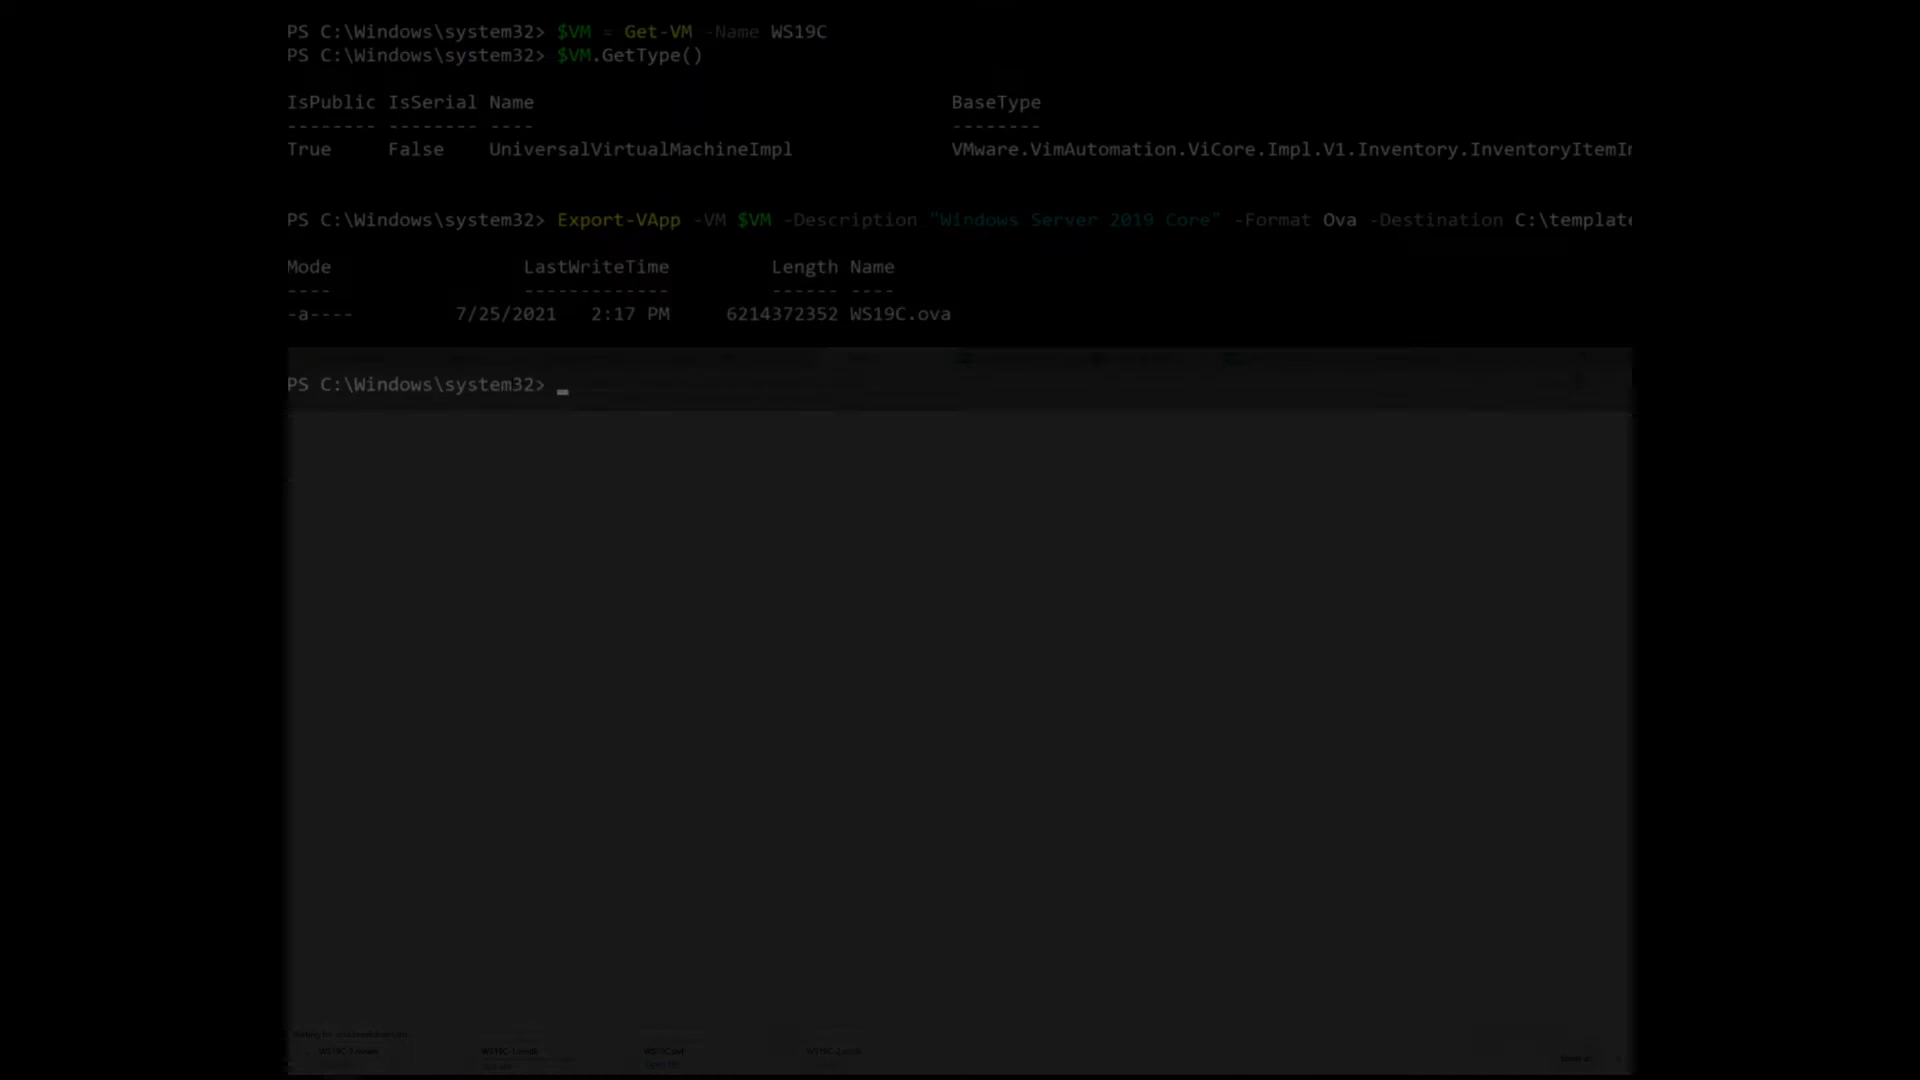 PS C:\Windows\system32> $VM = Get-VM -Name WS19C
PS C:\Windows\system32> $VM.GetType()
IsPublic IsSerial Name BaseType
-------- -------- ---- --------
True False UniversalVirtualMachineImpl VMware.VimAutomation.ViCore.Impl.V1.Inventory.InventoryItemIm
PS C:\Windows\system32> Export-VApp -VM $VM -Description "Windows Server 2019 Core" -Format Ova -Destination C:\template
Mode LastWriteTime Length Name
---- ------------- ------ ----
-a---- 7/25/2021 2:17 PM 6214372352 WS19C.ova
PS C:\Windows\system32>